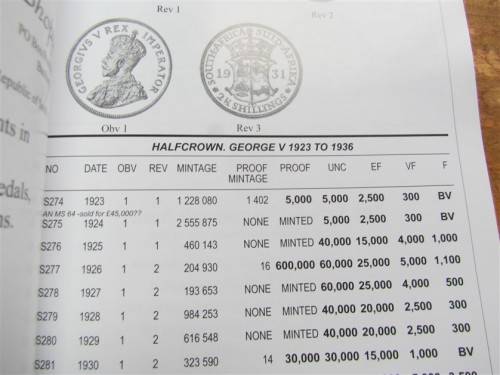 Rev 1
Rev 2
GEORGIVS V REX IMPERATOR
SOUTH AFRICA SUID AFRIKA
19 31
2½ SHILLINGS
Obv 1
Rev 3
PO Bo
Republic of
nts in
edals,
ns.
HALFCROWN. GEORGE V 1923 TO 1936
NO DATE OBV REV MINTAGE PROOF MINTAGE PROOF UNC EF VF F
S274 1923 1 1 1 228 080 1 402 5,000 5,000 2,500 300 BV
AN MS 64 -sold for £45,000??
S275 1924 1 1 2 555 875 NONE MINTED 5,000 2,500 300 BV
S276 1925 1 1 460 143 NONE MINTED 40,000 15,000 4,000 1,000
S277 1926 1 2 204 930 16 600,000 60,000 25,000 5,000 1,100
S278 1927 1 2 193 653 NONE MINTED 60,000 25,000 4,000 500
S279 1928 1 2 984 253 NONE MINTED 40,000 20,000 2,500 300
S280 1929 1 2 616 548 NONE MINTED 40,000 20,000 2,500 300
S281 1930 1 2 323 590 14 30,000 30,000 15,000 1,000 BV